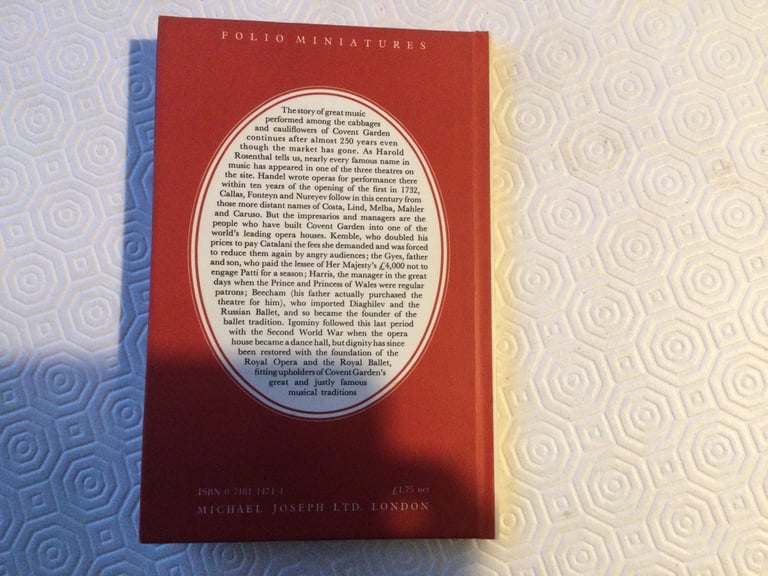 FOLIO MINIATURES
The story of great music
performed among the cabbages
and cauliflowers of Covent Garden
continues after almost 250 years even
though the market has gone. As Harold
Rosenthal tells us, nearly every famous name in
music has appeared in one of the three theatres on
the site. Handel wrote operas for performance there
within ten years of the opening of the first in 1732,
Callas, Fonteyn and Nureyev follow in this century from
those more distant names of Costa, Lind, Melba, Mahler
and Caruso. But the impresarios and managers are the
people who have built Covent Garden into one of the
world's leading opera houses. Kemble, who doubled his
prices to pay Catalani the fees she demanded and was forced
to reduce them again by angry audiences; the Gyes, father
and son, who paid the lessee of Her Majesty's £4,000 not to
engage Patti for a season; Harris, the manager in the great
days when the Prince and Princess of Wales were regular
patrons; Beecham (his father actually purchased the
theatre for him), who imported Diaghilev and the
Russian Ballet, and so became the founder of the
ballet tradition. Igominy followed this last period
with the Second World War when the opera
house became a dance hall, but dignity has since
been restored with the foundation of the
Royal Opera and the Royal Ballet,
fitting upholders of Covent Garden's
great and justly famous
musical traditions
ISBN 0 7181 1474 4
£1.75 net
MICHAEL JOSEPH LTD. LONDON